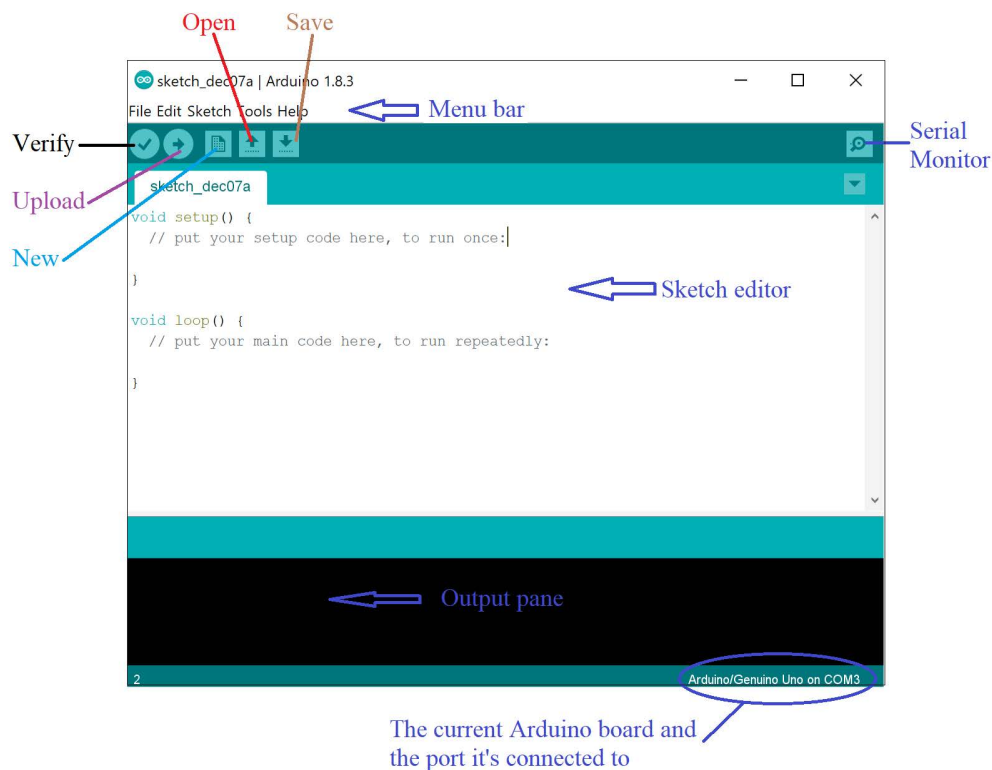 Open Save
sketch_dec07a | Arduino 1.8.3
File Edit Sketch Tools Help
Menu bar
Verify
Serial
Monitor
Upload
sketch_dec07a
New
void setup() {
  // put your setup code here, to run once:
}
Sketch editor
void loop() {
  // put your main code here, to run repeatedly:
}
Output pane
2
Arduino/Genuino Uno on COM3
The current Arduino board and
the port it's connected to